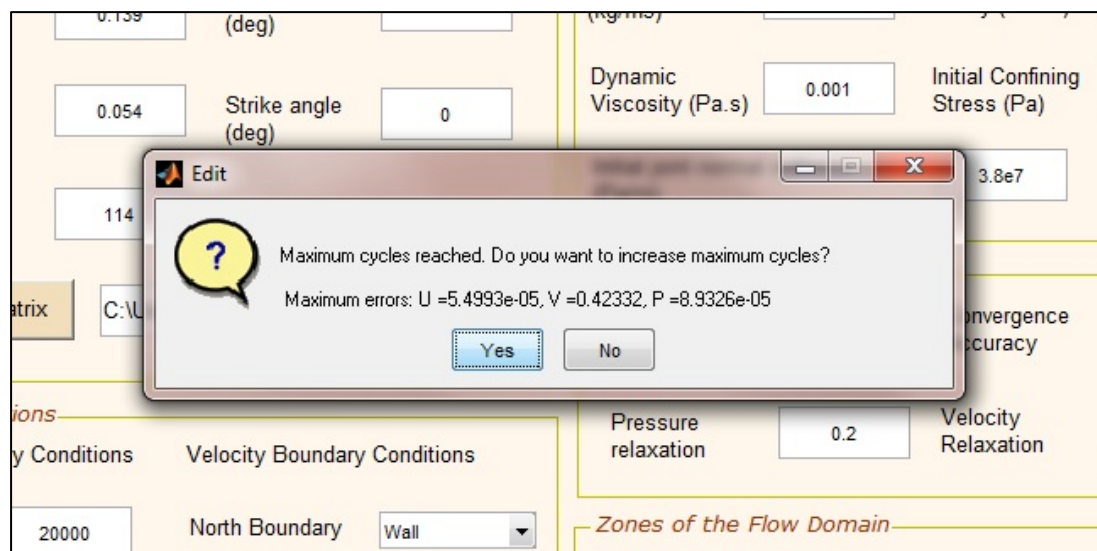 0.139
(deg)
0.054
Strike angle
(deg)
0
Dynamic
Viscosity (Pa.s)
0.001
Initial Confining
Stress (Pa)
3.8e7
114
Edit
Maximum cycles reached. Do you want to increase maximum cycles?
Maximum errors: U =5.4993e-05, V =0.42332, P =8.9326e-05
Yes
No
atrix
C:\U
onvergence
ccuracy
Pressure
relaxation
0.2
Velocity
Relaxation
ions
y Conditions
Velocity Boundary Conditions
20000
North Boundary
Wall
Zones of the Flow Domain